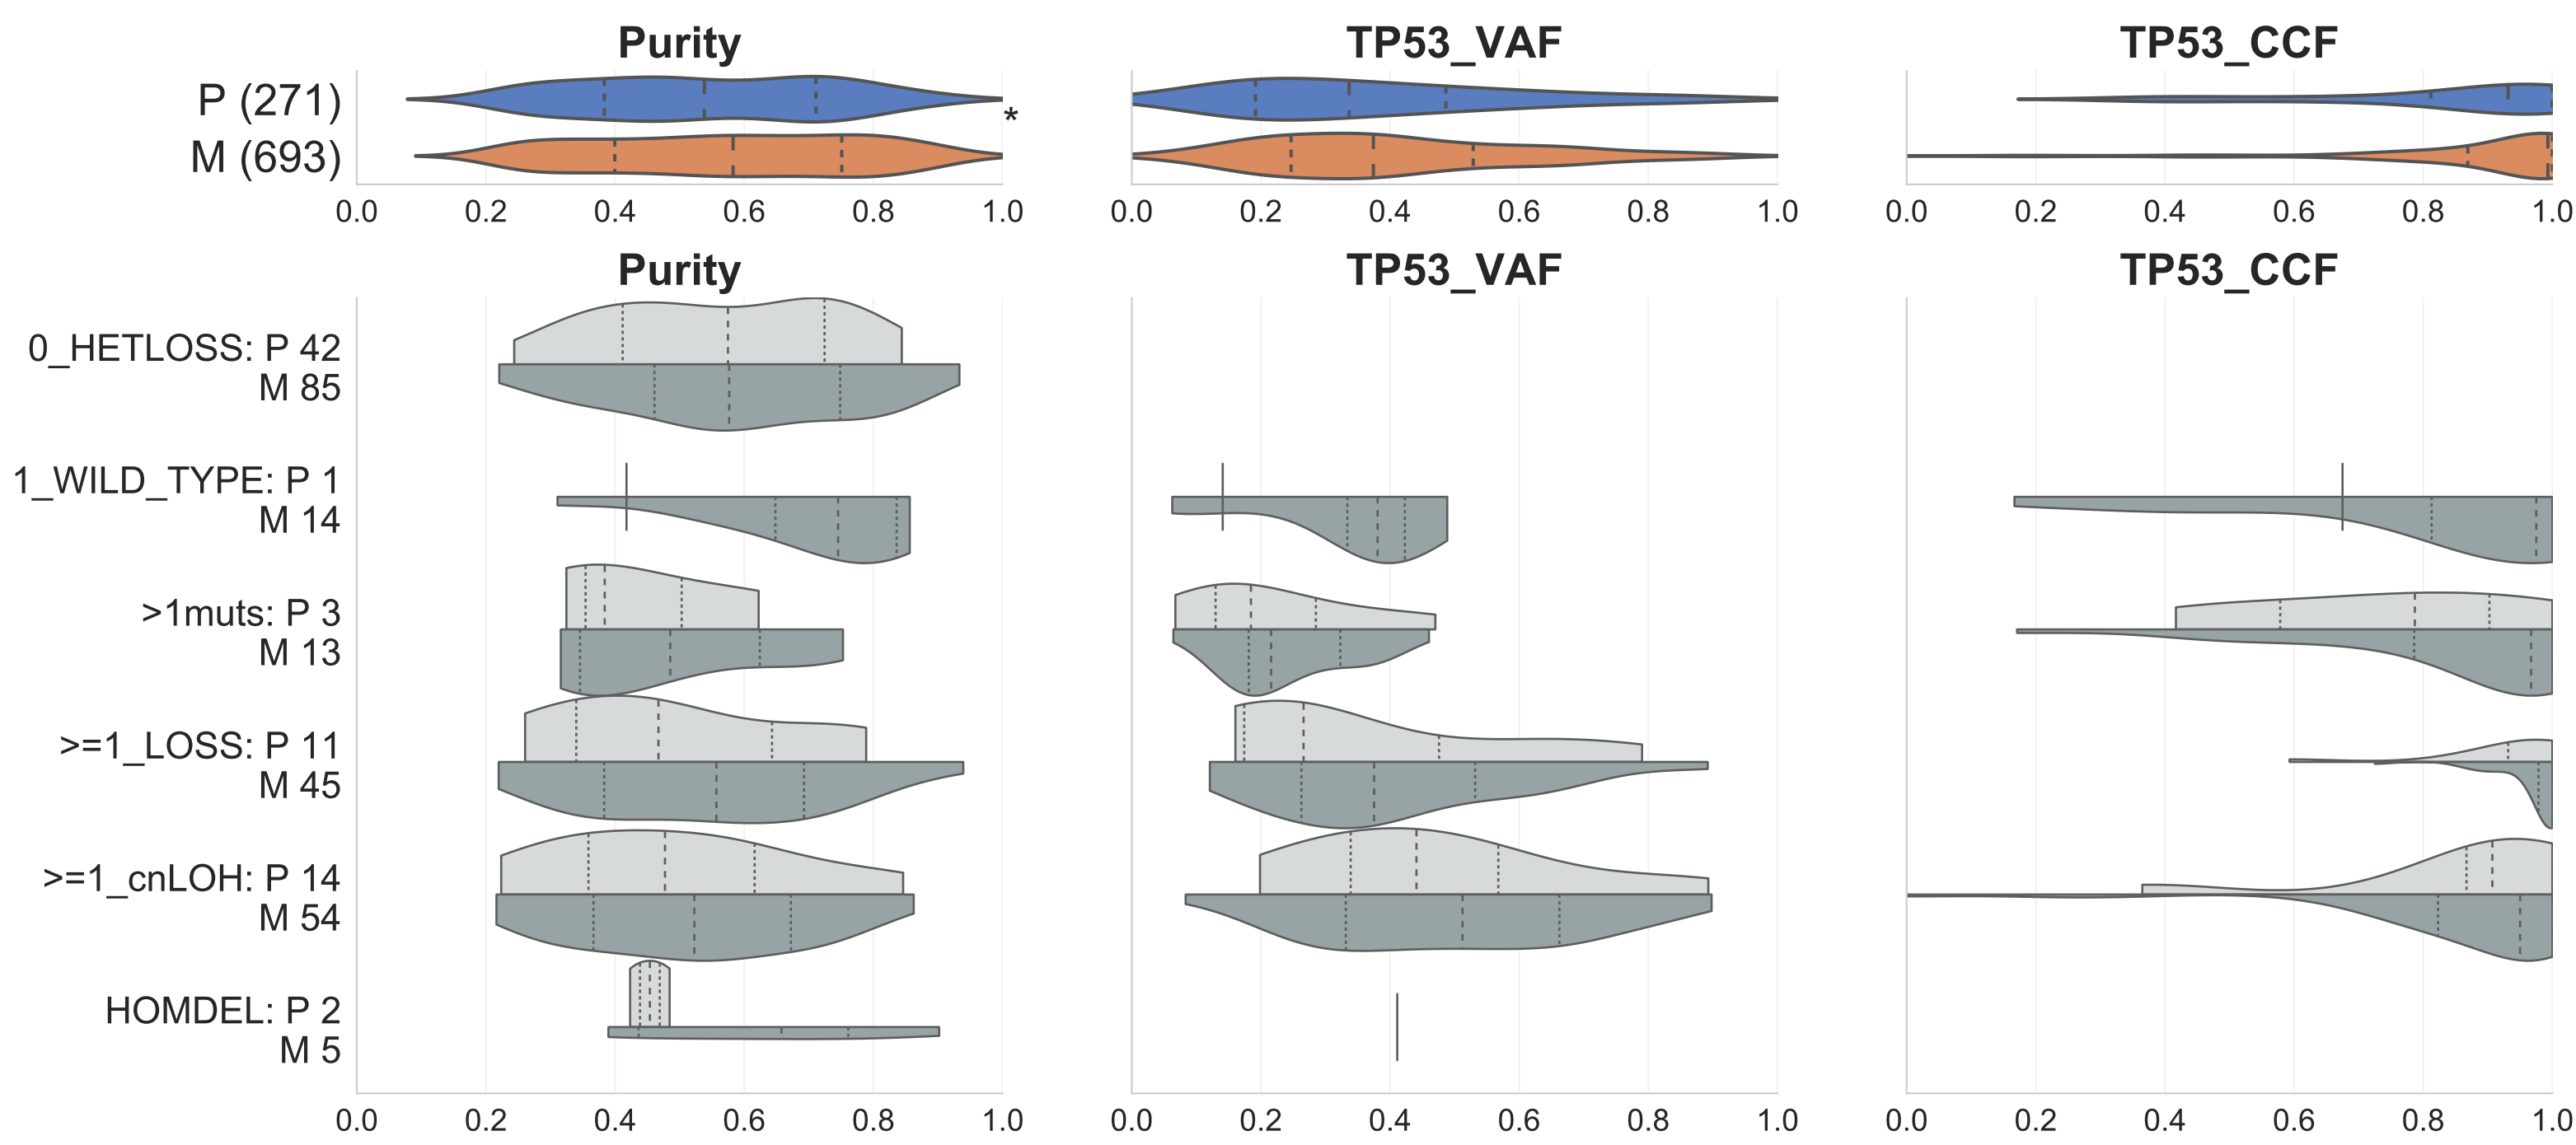 Purity TP53_VAF TP53_CCF
P (271)
*
M (693)
0.0 0.2 0.4 0.6 0.8 1.0 0.0 0.2 0.4 0.6 0.8 1.0 0.0 0.2 0.4 0.6 0.8 1.0
Purity TP53_VAF TP53_CCF
0_HETLOSS: P 42
M 85
1_WILD_TYPE: P 1
M 14
>1muts: P 3
M 13
>=1_LOSS: P 11
M 45
>=1_cnLOH: P 14
M 54
HOMDEL: P 2
M 5
0.0 0.2 0.4 0.6 0.8 1.0 0.0 0.2 0.4 0.6 0.8 1.0 0.0 0.2 0.4 0.6 0.8 1.0